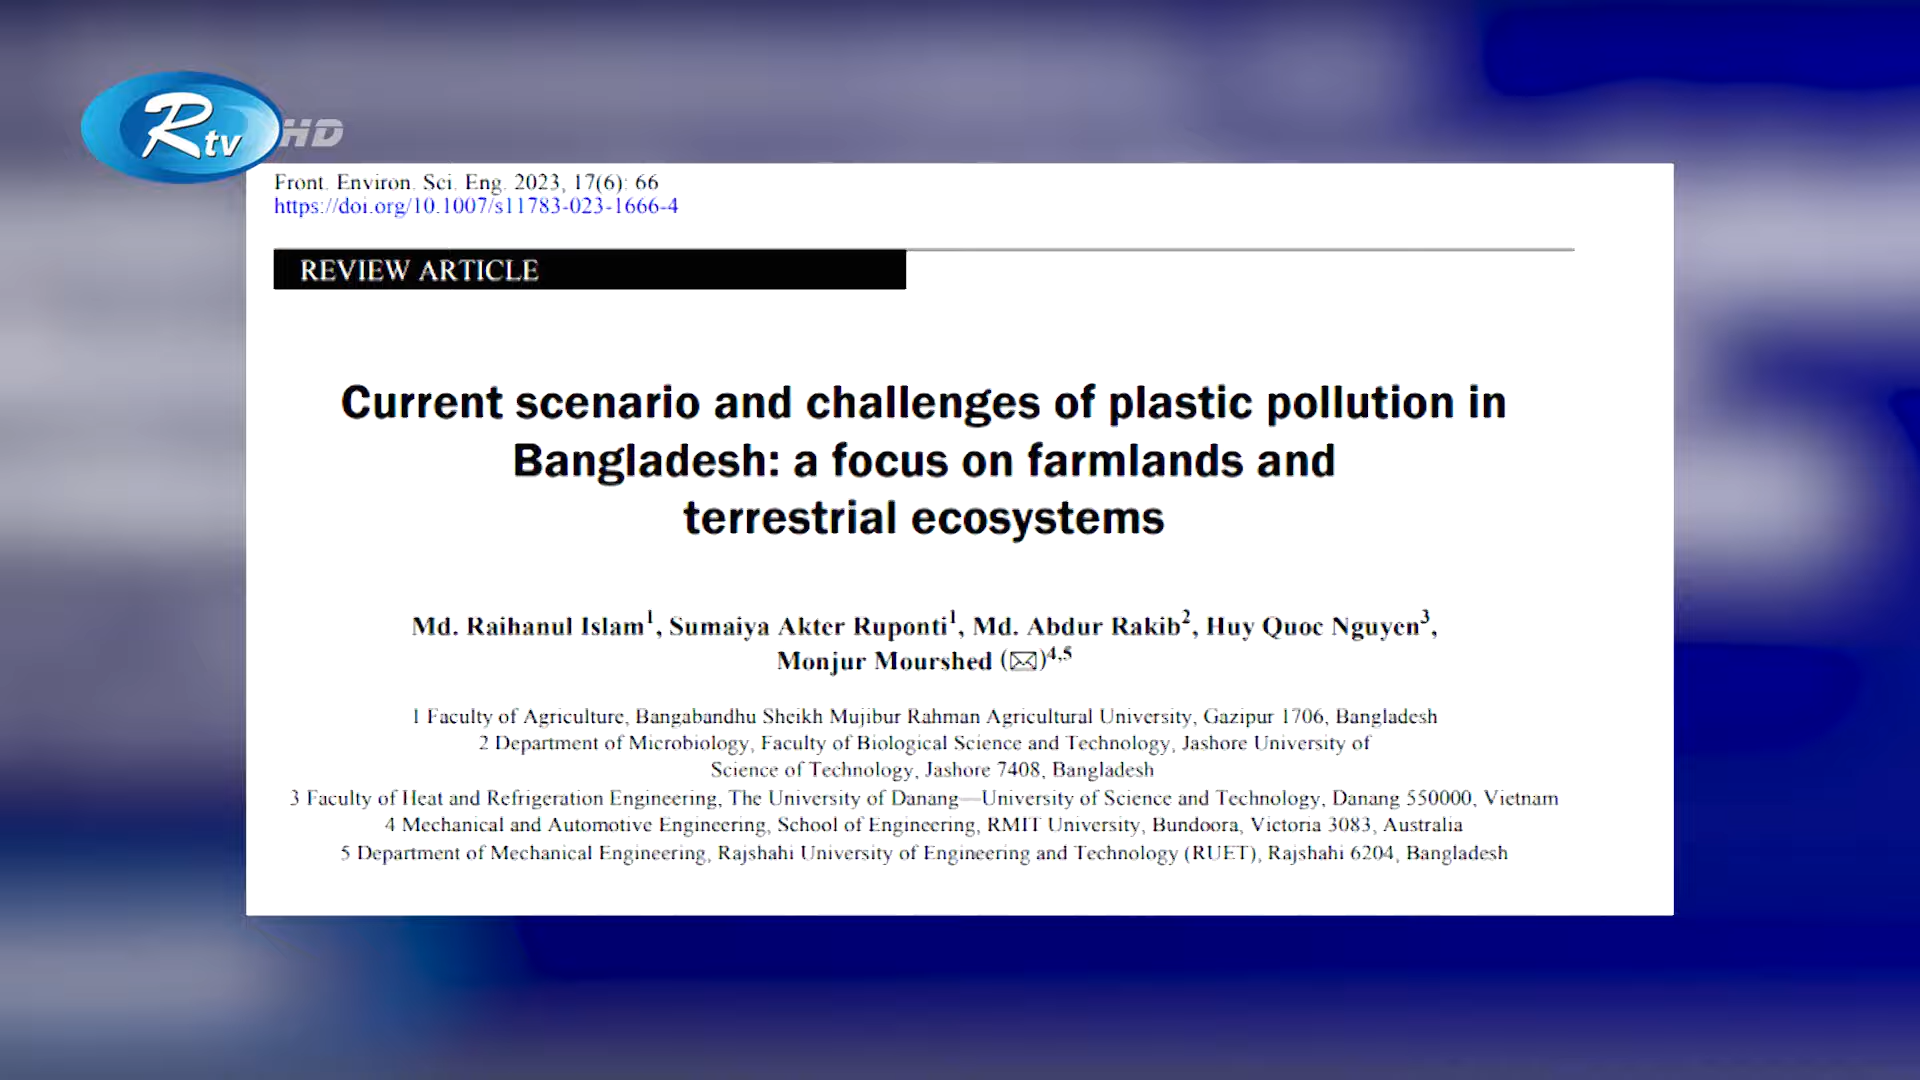 Rtv HD
Front. Environ. Sci. Eng. 2023, 17(6): 66
https://doi.org/10.1007/s11783-023-1666-4
REVIEW ARTICLE
Current scenario and challenges of plastic pollution in
Bangladesh: a focus on farmlands and
terrestrial ecosystems
Md. Raihanul Islam¹, Sumaiya Akter Ruponti¹, Md. Abdur Rakib², Huy Quoc Nguyen³,
Monjur Mourshed (✉)⁴,⁵
1 Faculty of Agriculture, Bangabandhu Sheikh Mujibur Rahman Agricultural University, Gazipur 1706, Bangladesh
2 Department of Microbiology, Faculty of Biological Science and Technology, Jashore University of
Science of Technology, Jashore 7408, Bangladesh
3 Faculty of Heat and Refrigeration Engineering, The University of Danang—University of Science and Technology, Danang 550000, Vietnam
4 Mechanical and Automotive Engineering, School of Engineering, RMIT University, Bundoora, Victoria 3083, Australia
5 Department of Mechanical Engineering, Rajshahi University of Engineering and Technology (RUET), Rajshahi 6204, Bangladesh